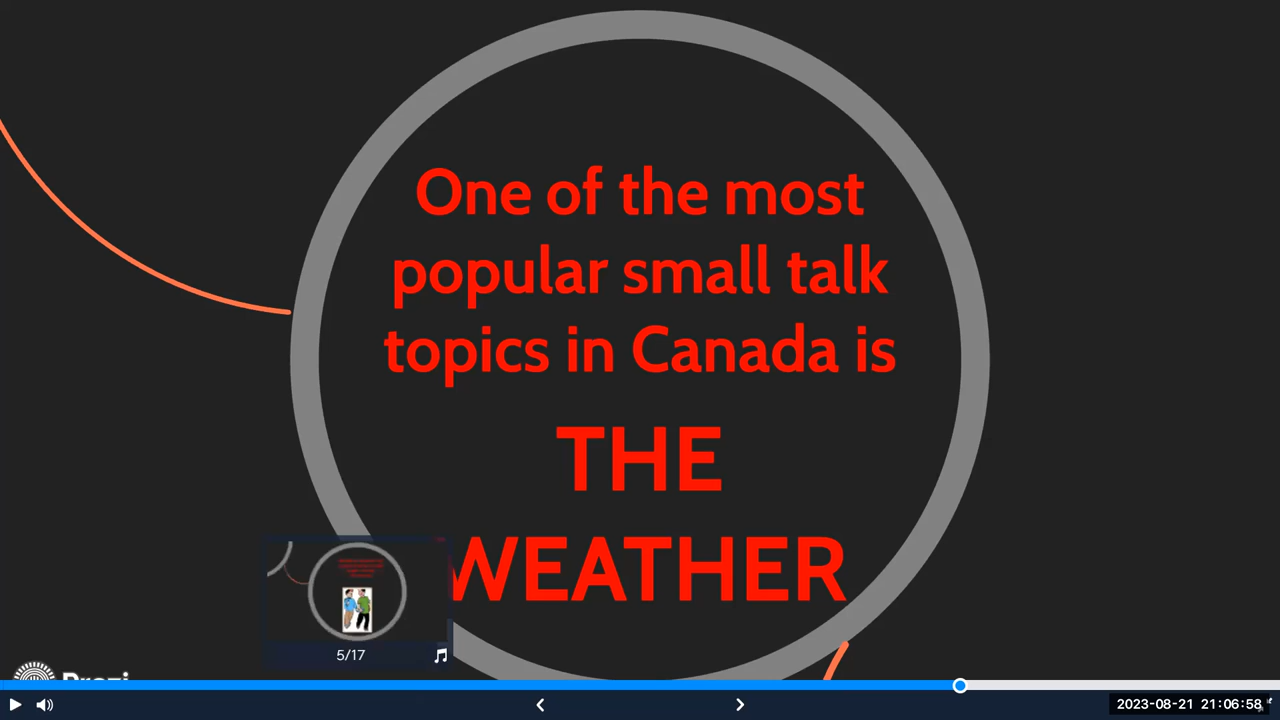 One of the most
popular small talk
topics in Canada is
THE
WEATHER
5/17
Prezi
2023-08-21 21:06:58